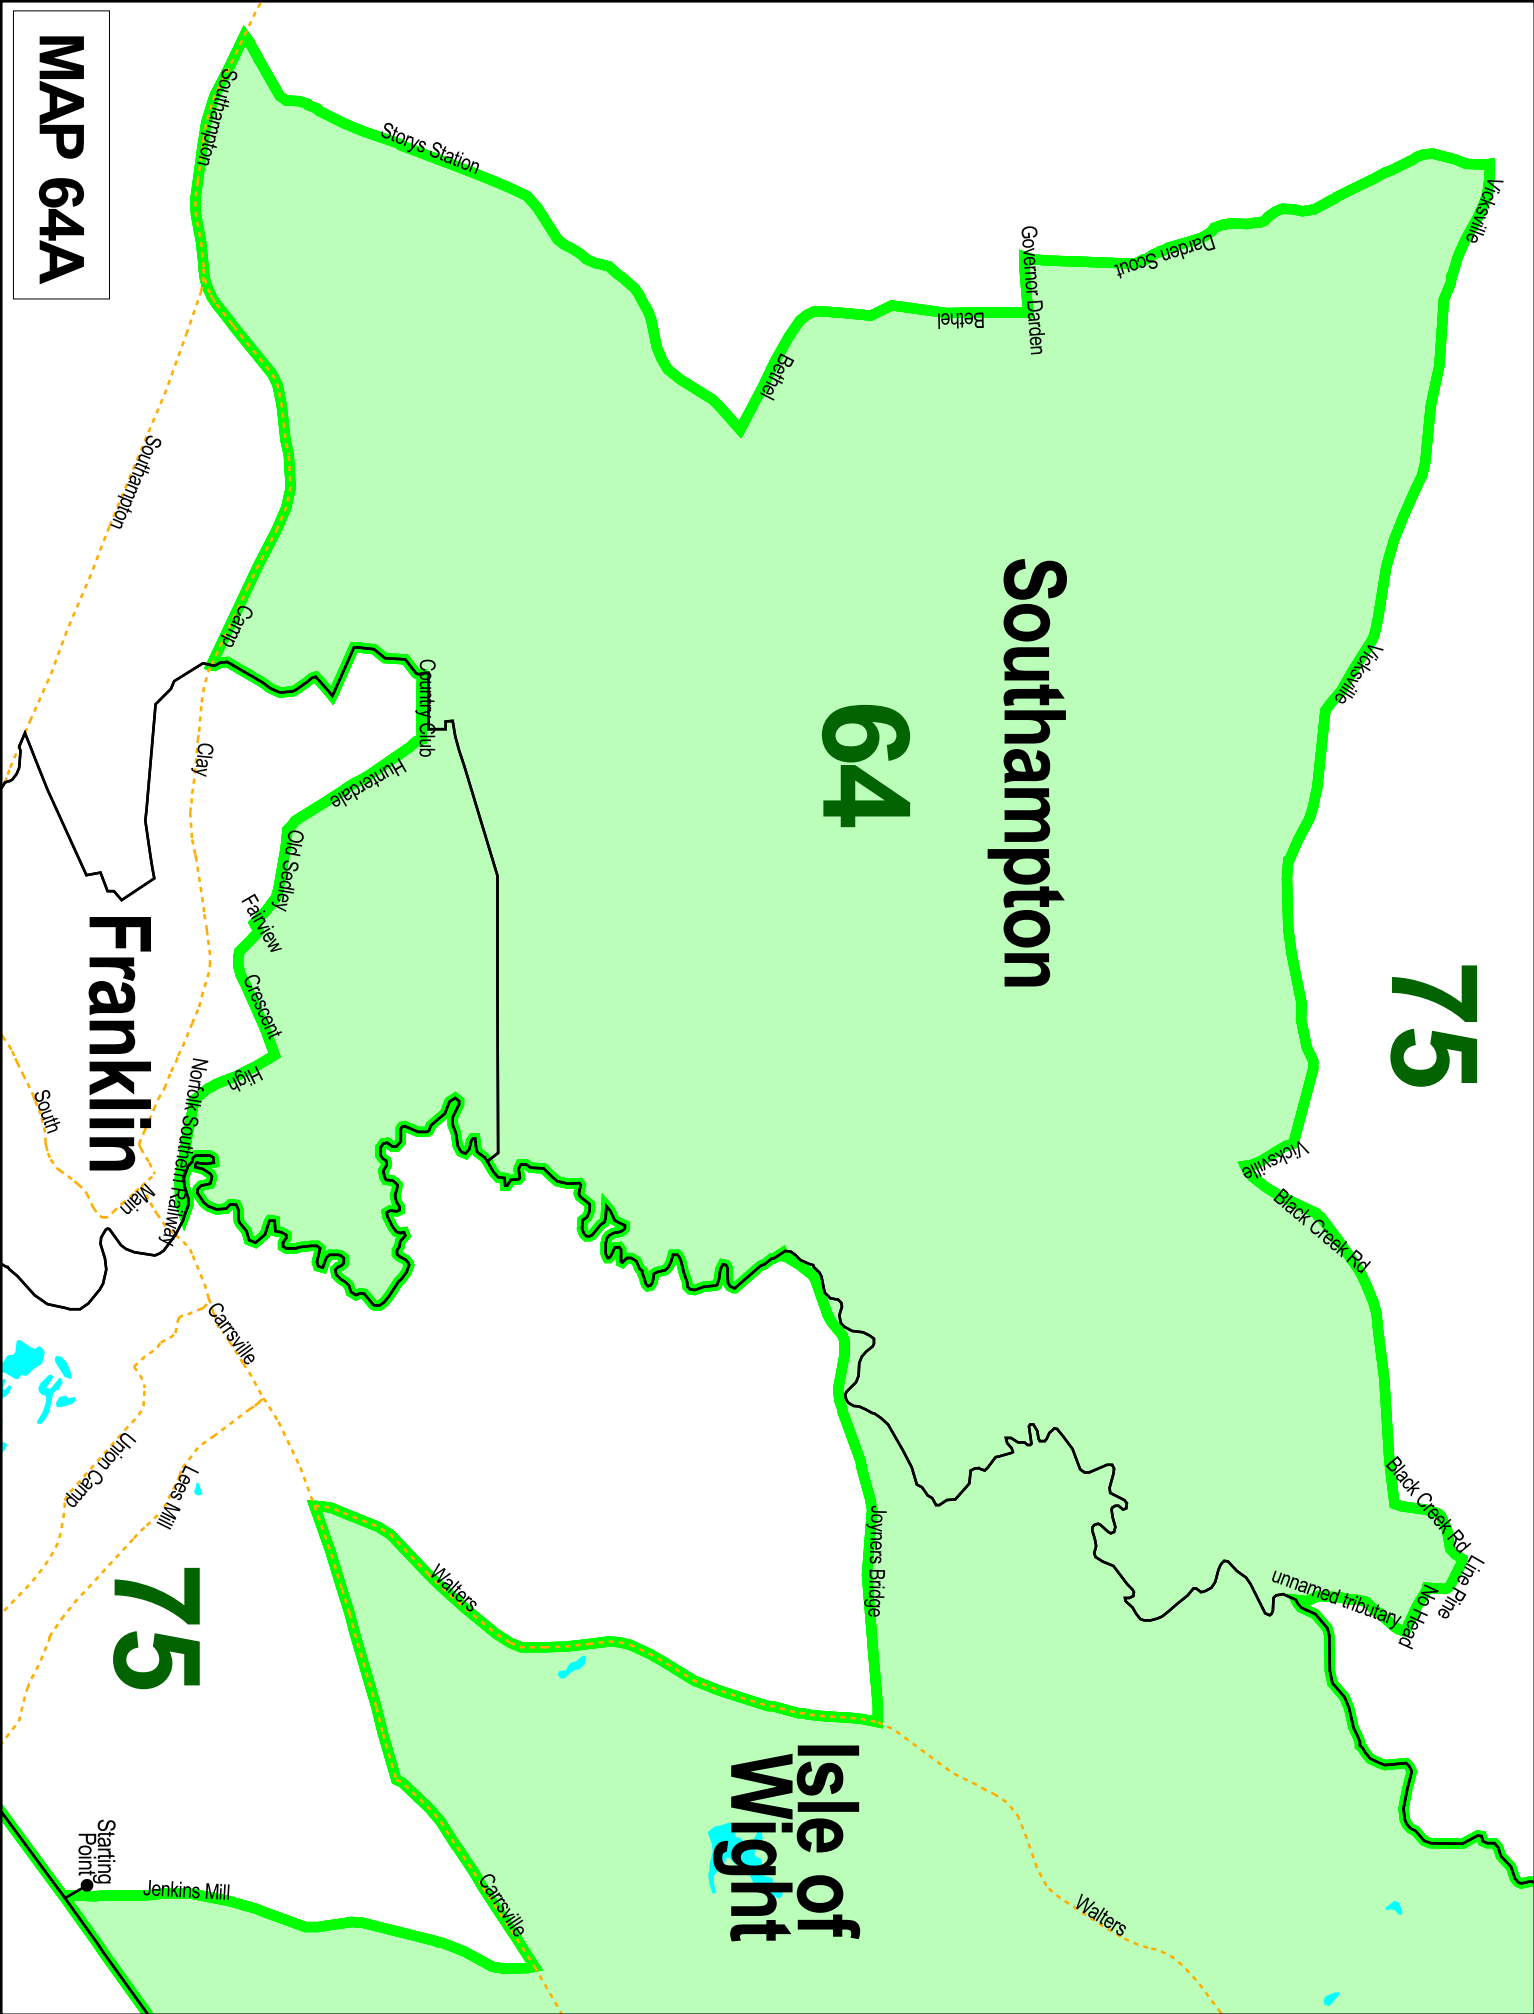 MAP 64A
Southampton
Storys Station
Bethel
Bethel
Governor Darden
Darden Scout
Vicksville
Southampton
Camp
Country Club
Hunterdale
Clay
Old Sedley
Fairview
Crescent
High
Norfolk Southern Railway
Franklin
South
Main
64
Southampton
Vicksville
75
Vicksville
Black Creek Rd
Black Creek Rd
Line Pine
No Head
unnamed tributary
Joyners Bridge
Carrsville
Union Camp
Lees Mill
Walters
75
Isle of
Wight
Starting
Point
Jenkins Mill
Carrsville
Walters